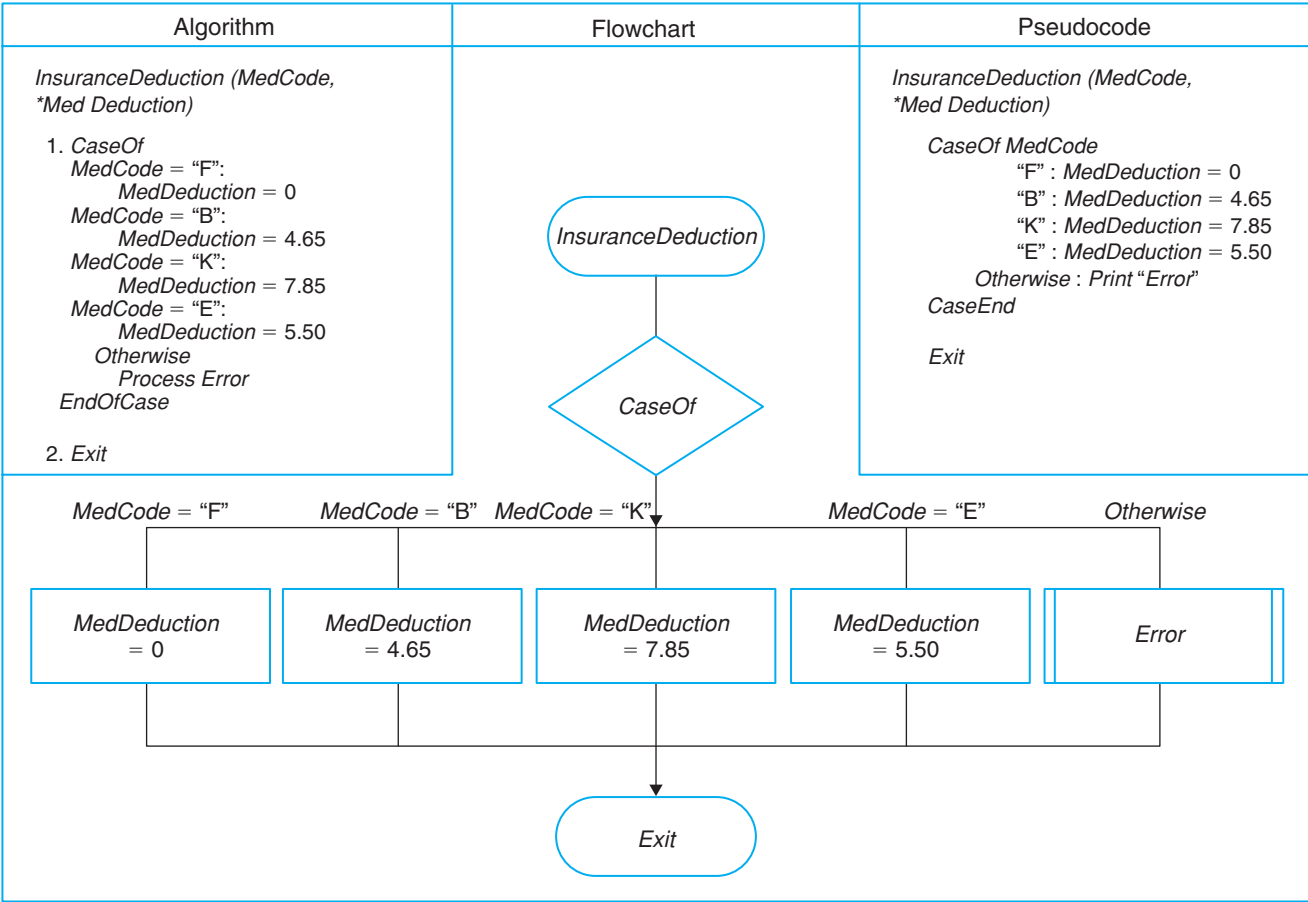 Algorithm
Flowchart
Pseudocode
InsuranceDeduction (MedCode,
*Med Deduction)
1. CaseOf
MedCode = “F”:
MedDeduction = 0
MedCode = “B”:
MedDeduction = 4.65
MedCode = “K”:
MedDeduction = 7.85
MedCode = “E”:
MedDeduction = 5.50
Otherwise
Process Error
EndOfCase
2. Exit
InsuranceDeduction
CaseOf
InsuranceDeduction (MedCode,
*Med Deduction)
CaseOf MedCode
“F” : MedDeduction = 0
“B” : MedDeduction = 4.65
“K” : MedDeduction = 7.85
“E” : MedDeduction = 5.50
Otherwise : Print “Error”
CaseEnd
Exit
MedCode = “F”
MedCode = “B”
MedCode = “K”
MedCode = “E”
Otherwise
MedDeduction
= 0
MedDeduction
= 4.65
MedDeduction
= 7.85
MedDeduction
= 5.50
Error
Exit